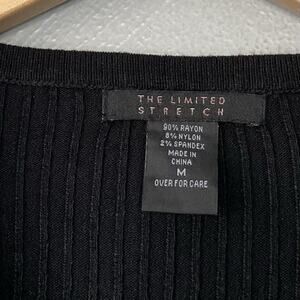 THE LIMITED
STRETCH
90% RAYON
8% NYLON
2% SPANDEX
MADE IN
CHINA
M
OVER FOR CARE